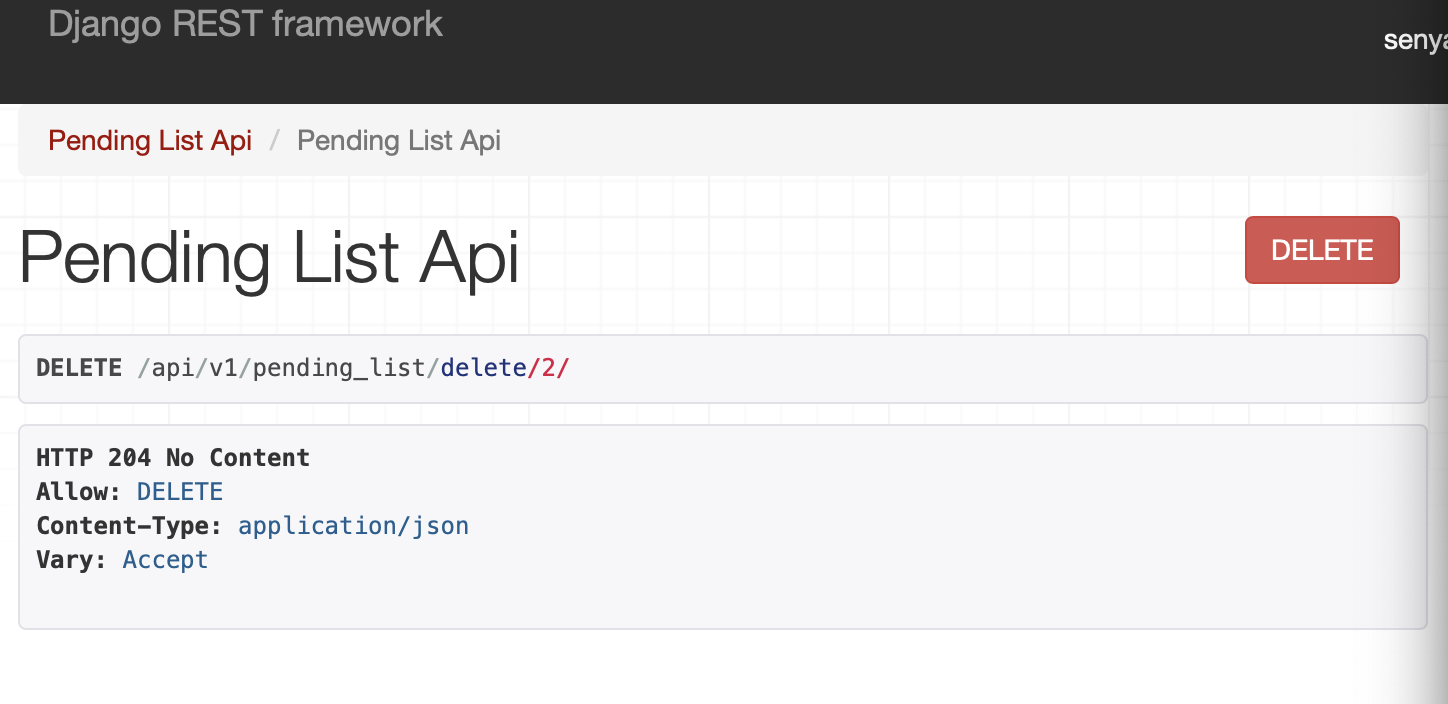 Django REST framework
Pending List Api / Pending List Api
Pending List Api
DELETE
DELETE /api/v1/pending_list/delete/2/
HTTP 204 No Content
Allow: DELETE
Content-Type: application/json
Vary: Accept